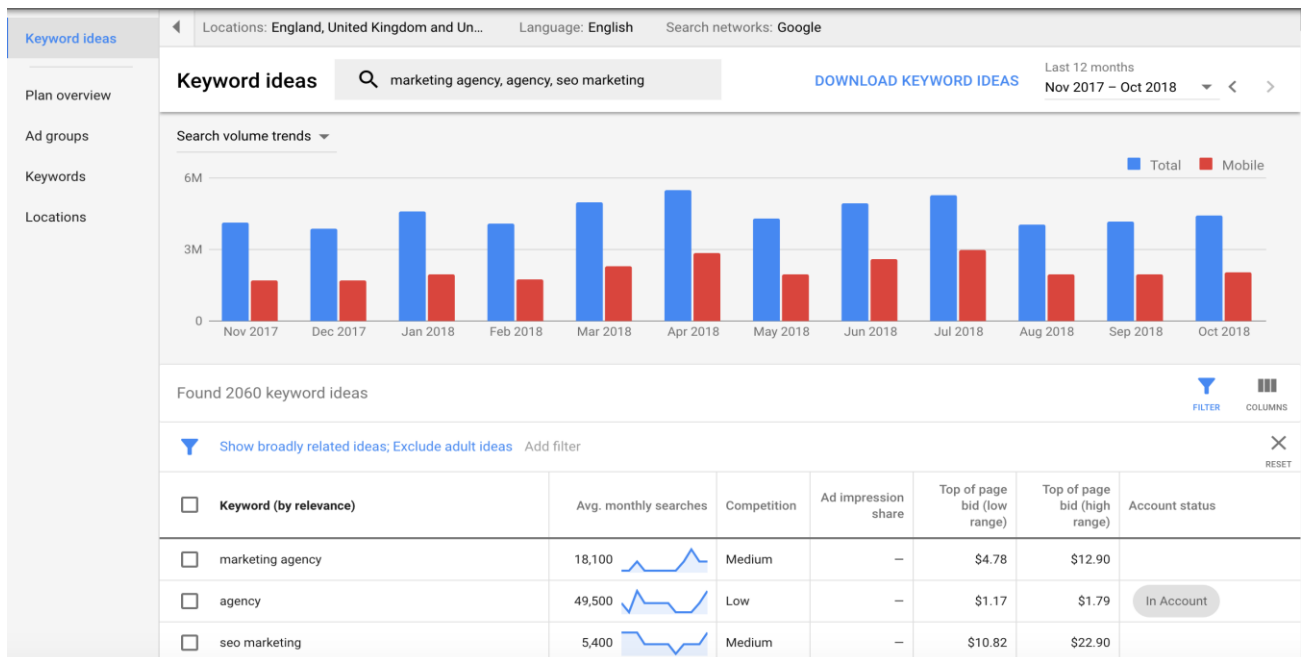 Keyword ideas
Plan overview
Ad groups
Keywords
Locations
Locations: England, United Kingdom and Un... Language: English Search networks: Google
Keyword ideas marketing agency, agency, seo marketing DOWNLOAD KEYWORD IDEAS
Last 12 months
Nov 2017 – Oct 2018
Search volume trends
Total Mobile
6M
3M
0
Nov 2017 Dec 2017 Jan 2018 Feb 2018 Mar 2018 Apr 2018 May 2018 Jun 2018 Jul 2018 Aug 2018 Sep 2018 Oct 2018
Found 2060 keyword ideas
FILTER COLUMNS
Show broadly related ideas; Exclude adult ideas Add filter
RESET
Keyword (by relevance) Avg. monthly searches Competition Ad impression share Top of page bid (low range) Top of page bid (high range) Account status
marketing agency 18,100 Medium – $4.78 $12.90
agency 49,500 Low – $1.17 $1.79 In Account
seo marketing 5,400 Medium – $10.82 $22.90